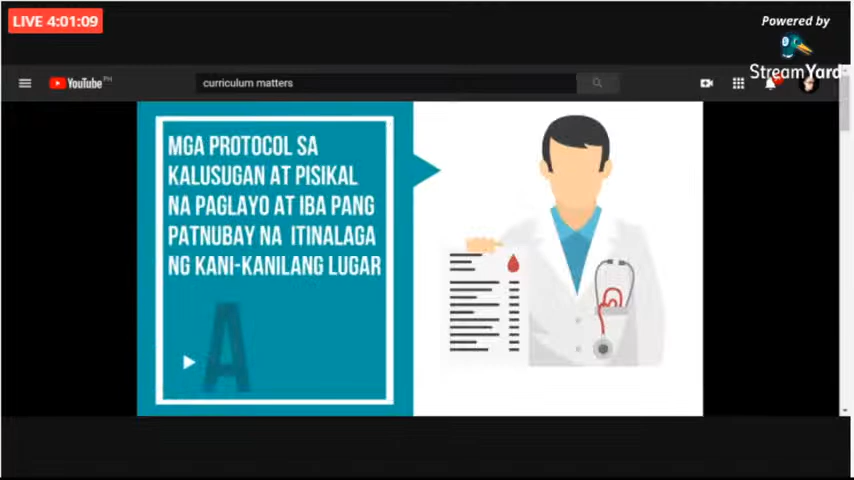 LIVE 4:01:09
Powered by
StreamYard
YouTube PH
curriculum matters
MGA PROTOCOL SA
KALUSUGAN AT PISIKAL
NA PAGLAYO AT IBA PANG
PATNUBAY NA ITINALAGA
NG KANI-KANILANG LUGAR
A